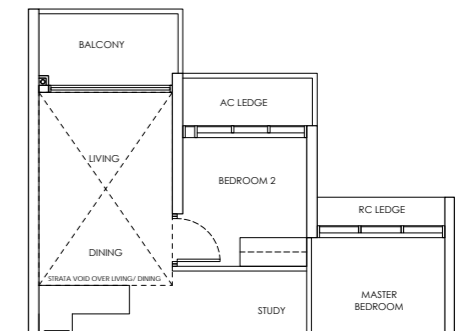 BALCONY
AC LEDGE
LIVING
BEDROOM 2
RC LEDGE
DINING
STRATA VOID OVER LIVING/ DINING
STUDY
MASTER
BEDROOM